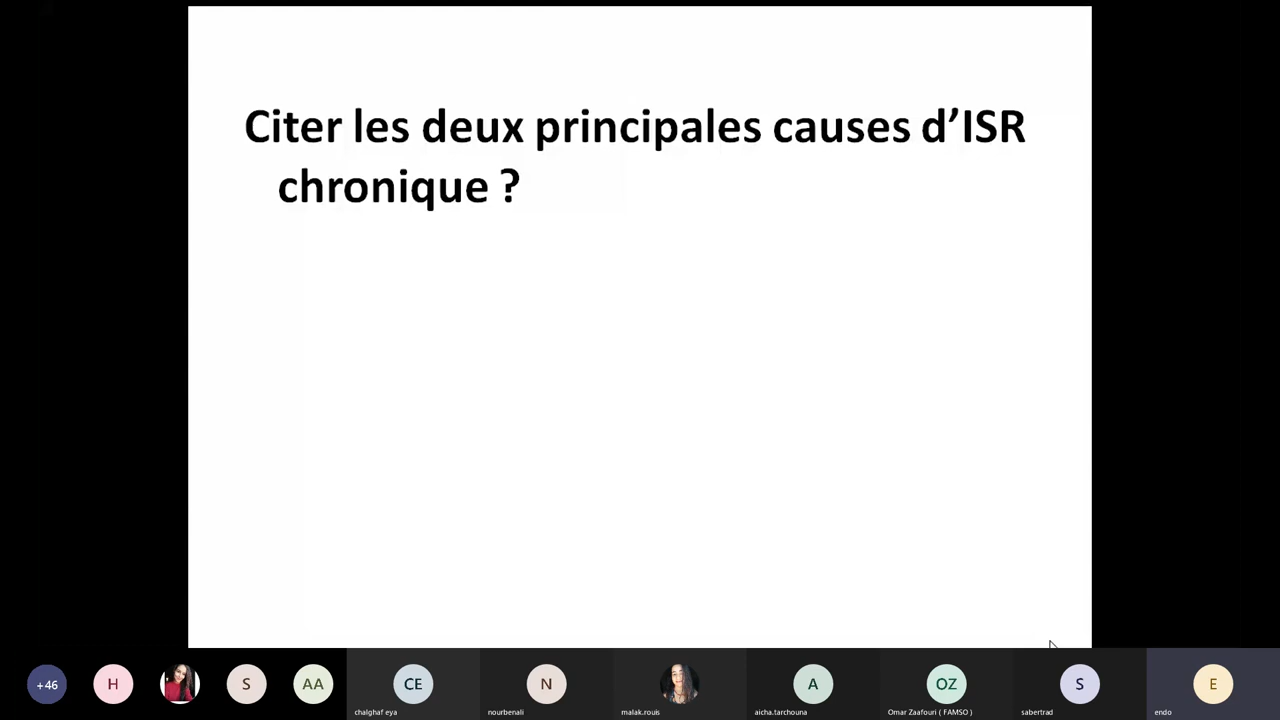 Citer les deux principales causes d’ISR
chronique ?
+46
H
S
AA
CE
N
A
OZ
S
E
chalghaf eya
nourbenali
malak.rouis
aicha.tarchouna
Omar Zaafouri ( FAMSO )
sabertrad
endo